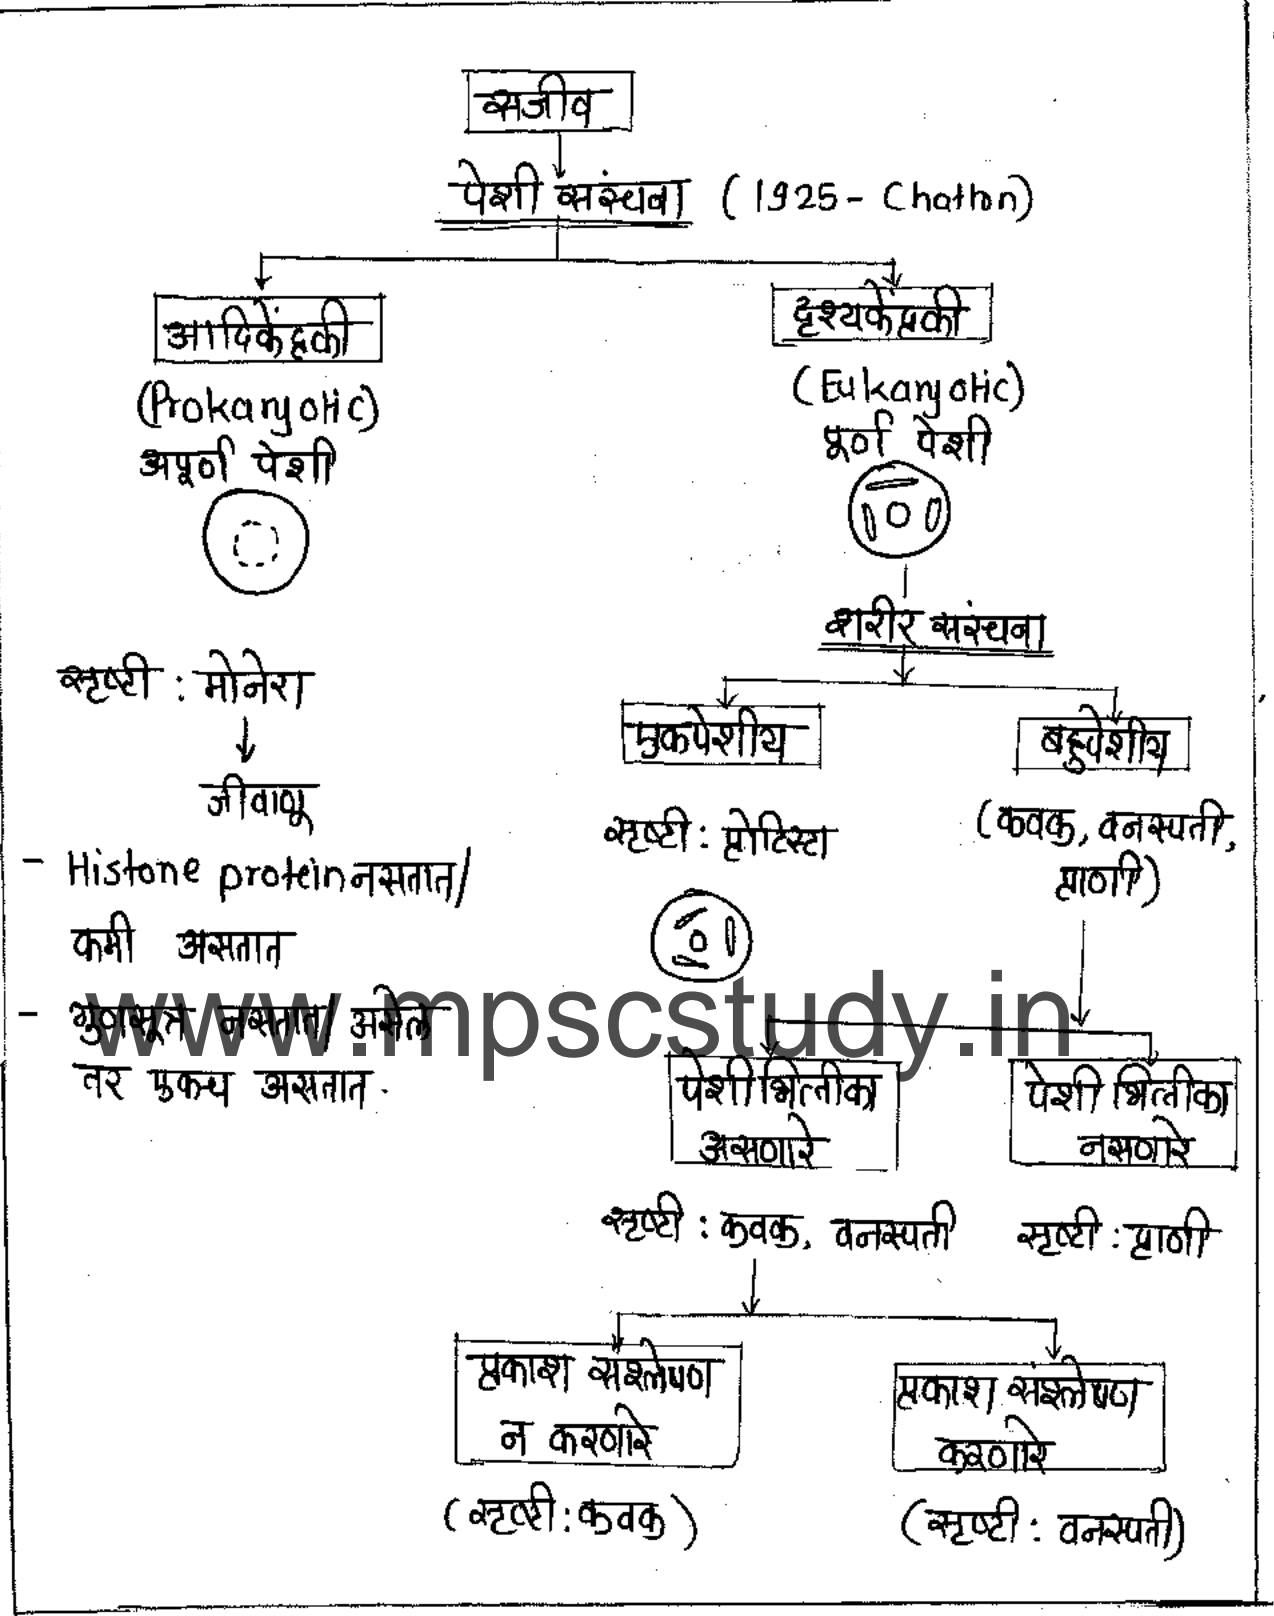 सजीव
पेशी संरचना (1925 - Chatton)
आदिकेंद्रकी
(Prokaryotic)
अपूर्ण पेशी
सृष्टी : मोनेरा
जीवाणू
- Histone protein नसतात/
कमी असतात
- गुणसूत्र नसतात/ असेल
तर एकच असतात.
दृश्यकेंद्रकी
(Eukaryotic)
पूर्ण पेशी
शरीर संरचना
एकपेशीय
सृष्टी : प्रोटिस्टा
बहुपेशीय
(कवक, वनस्पती,
प्राणी)
www.mpscstudy.in
पेशी भित्तीका
असणारे
सृष्टी : कवक, वनस्पती
पेशी भित्तीका
नसणारे
सृष्टी : प्राणी
प्रकाश संश्लेषण
न करणारे
(सृष्टी : कवक)
प्रकाश संश्लेषण
करणारे
(सृष्टी : वनस्पती)